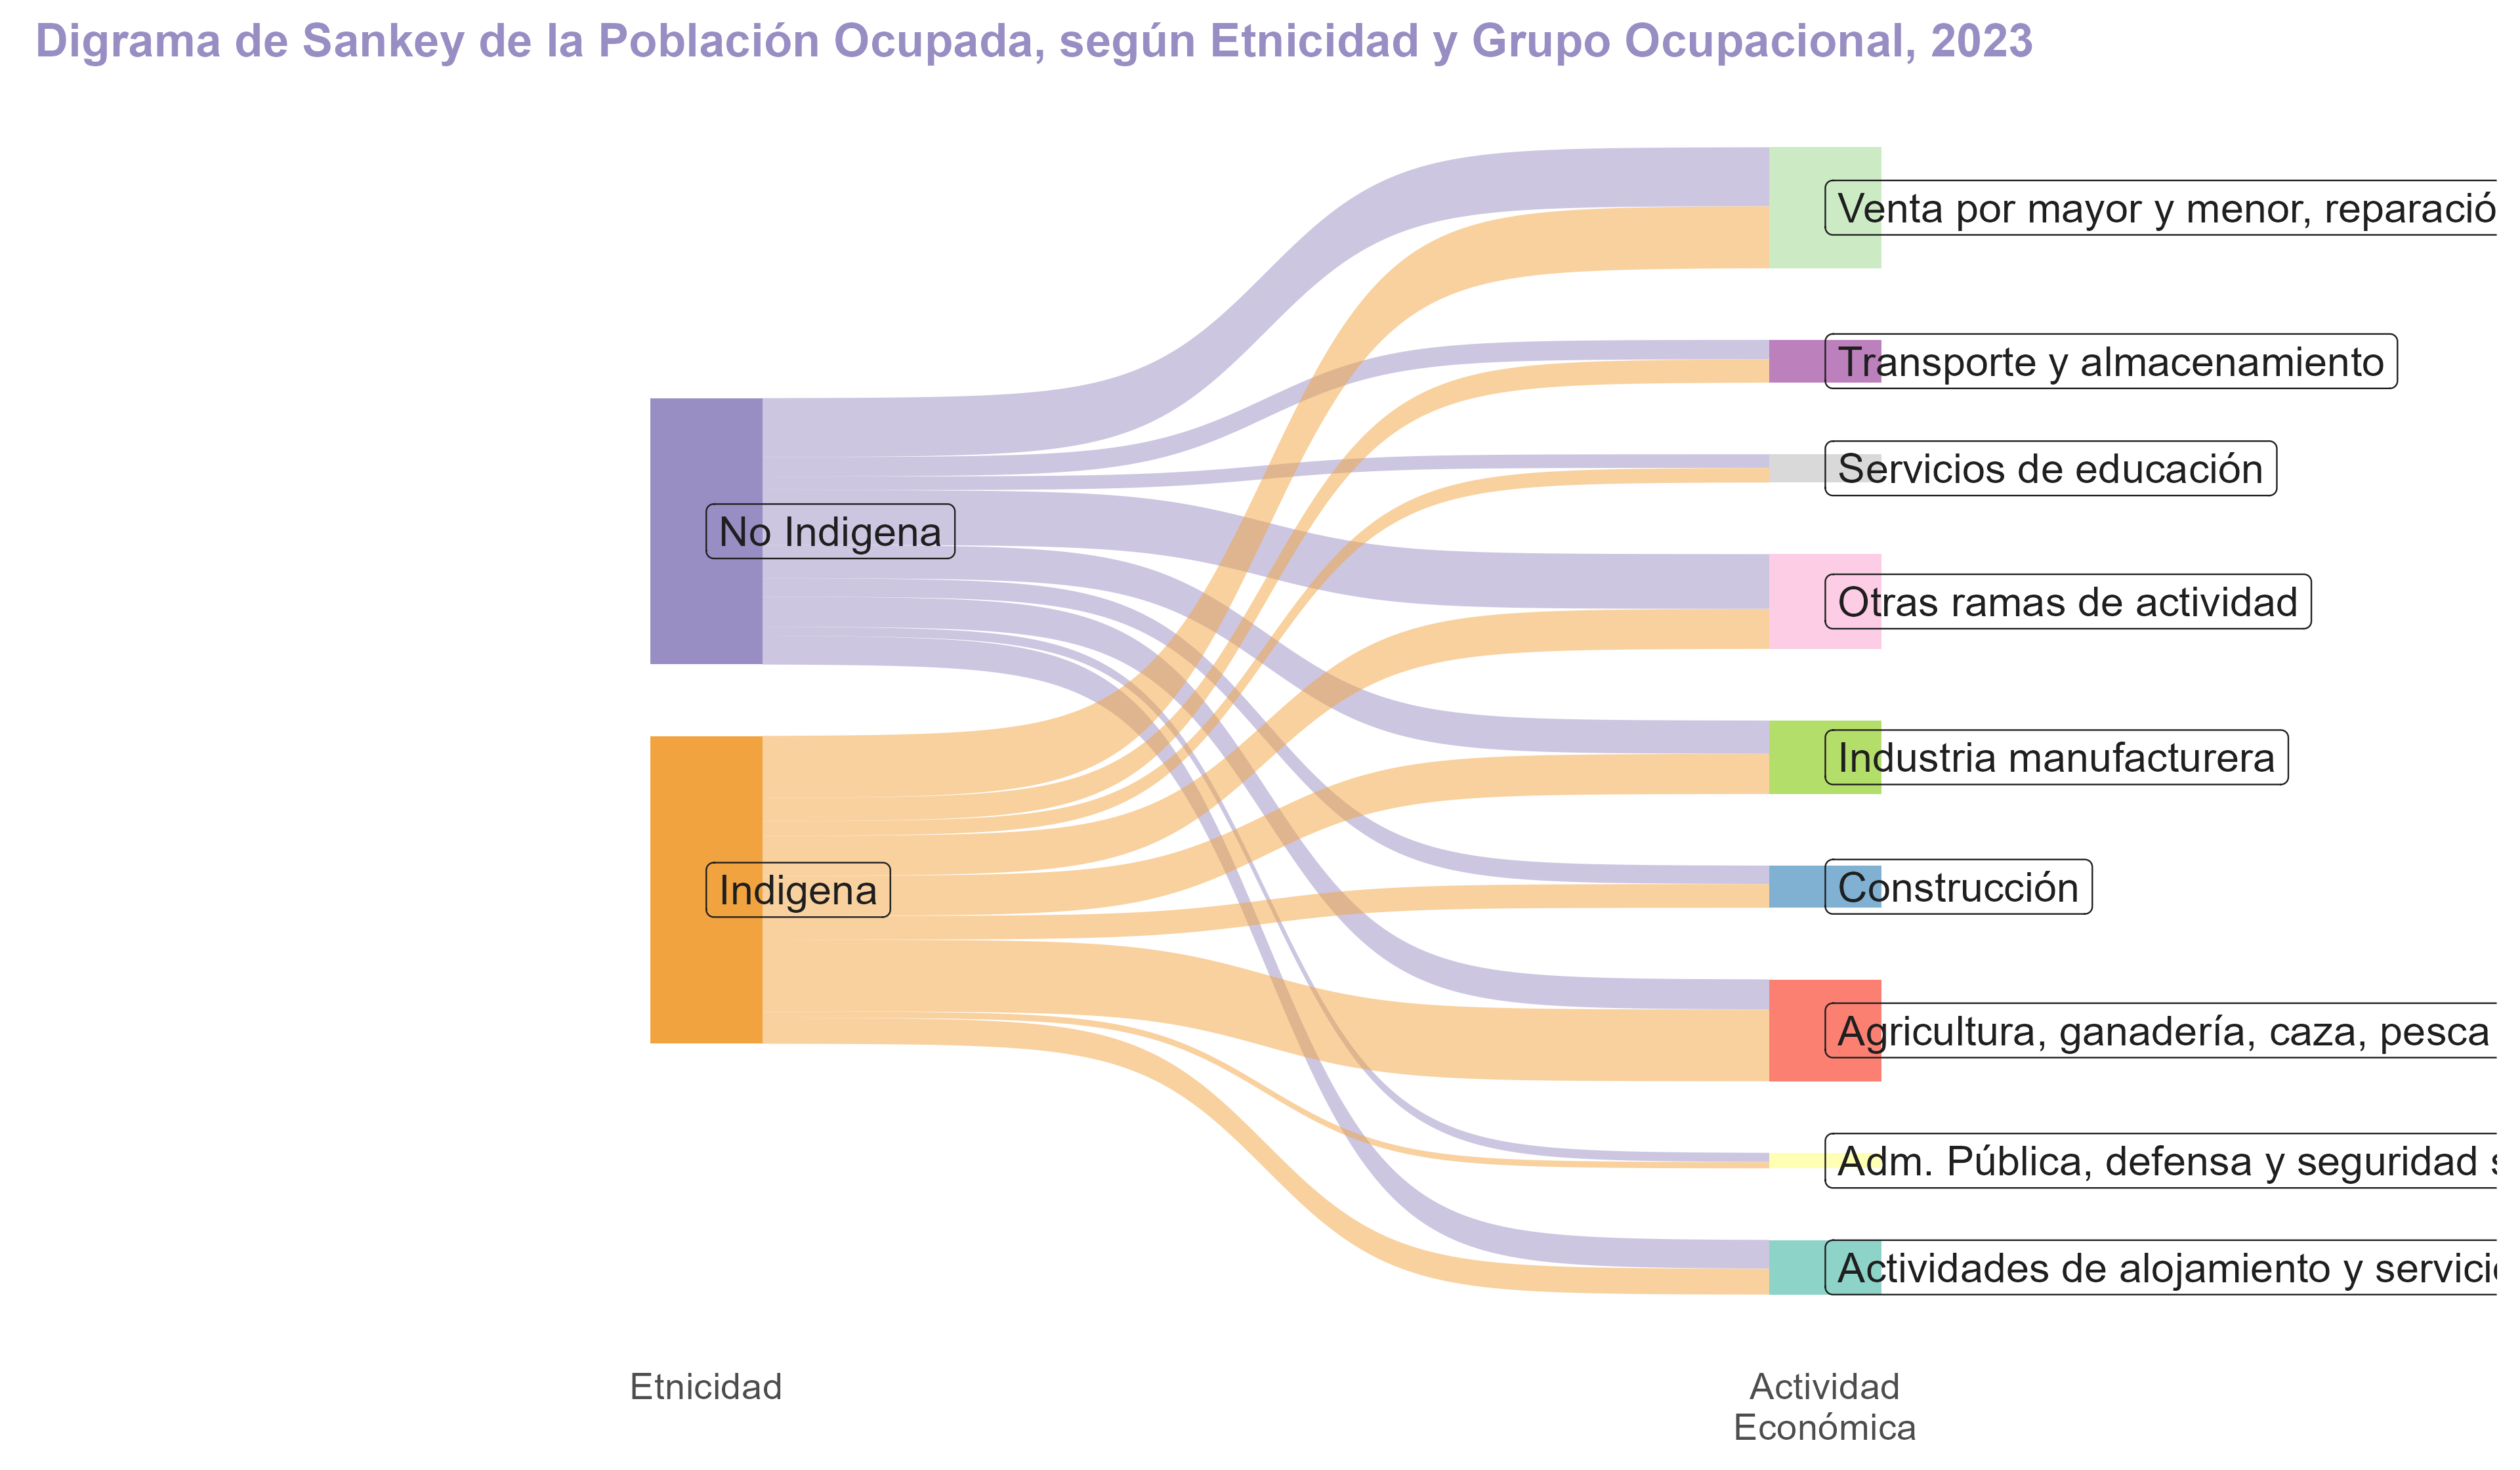 Digrama de Sankey de la Población Ocupada, según Etnicidad y Grupo Ocupacional, 2023
Venta por mayor y menor, reparació
Transporte y almacenamiento
Servicios de educación
No Indigena
Otras ramas de actividad
Industria manufacturera
Indigena
Construcción
Agricultura, ganadería, caza, pesca
Adm. Pública, defensa y seguridad s
Actividades de alojamiento y servici
Etnicidad
Actividad
Económica